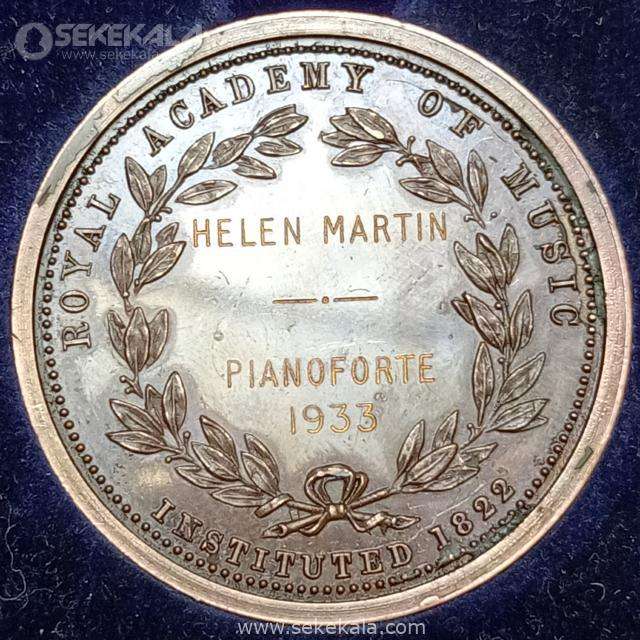 SEKEKALA
www.sekekala.com
ROYAL ACADEMY OF MUSIC
HELEN MARTIN
PIANOFORTE
1933
INSTITUTED 1822
www.sekekala.com